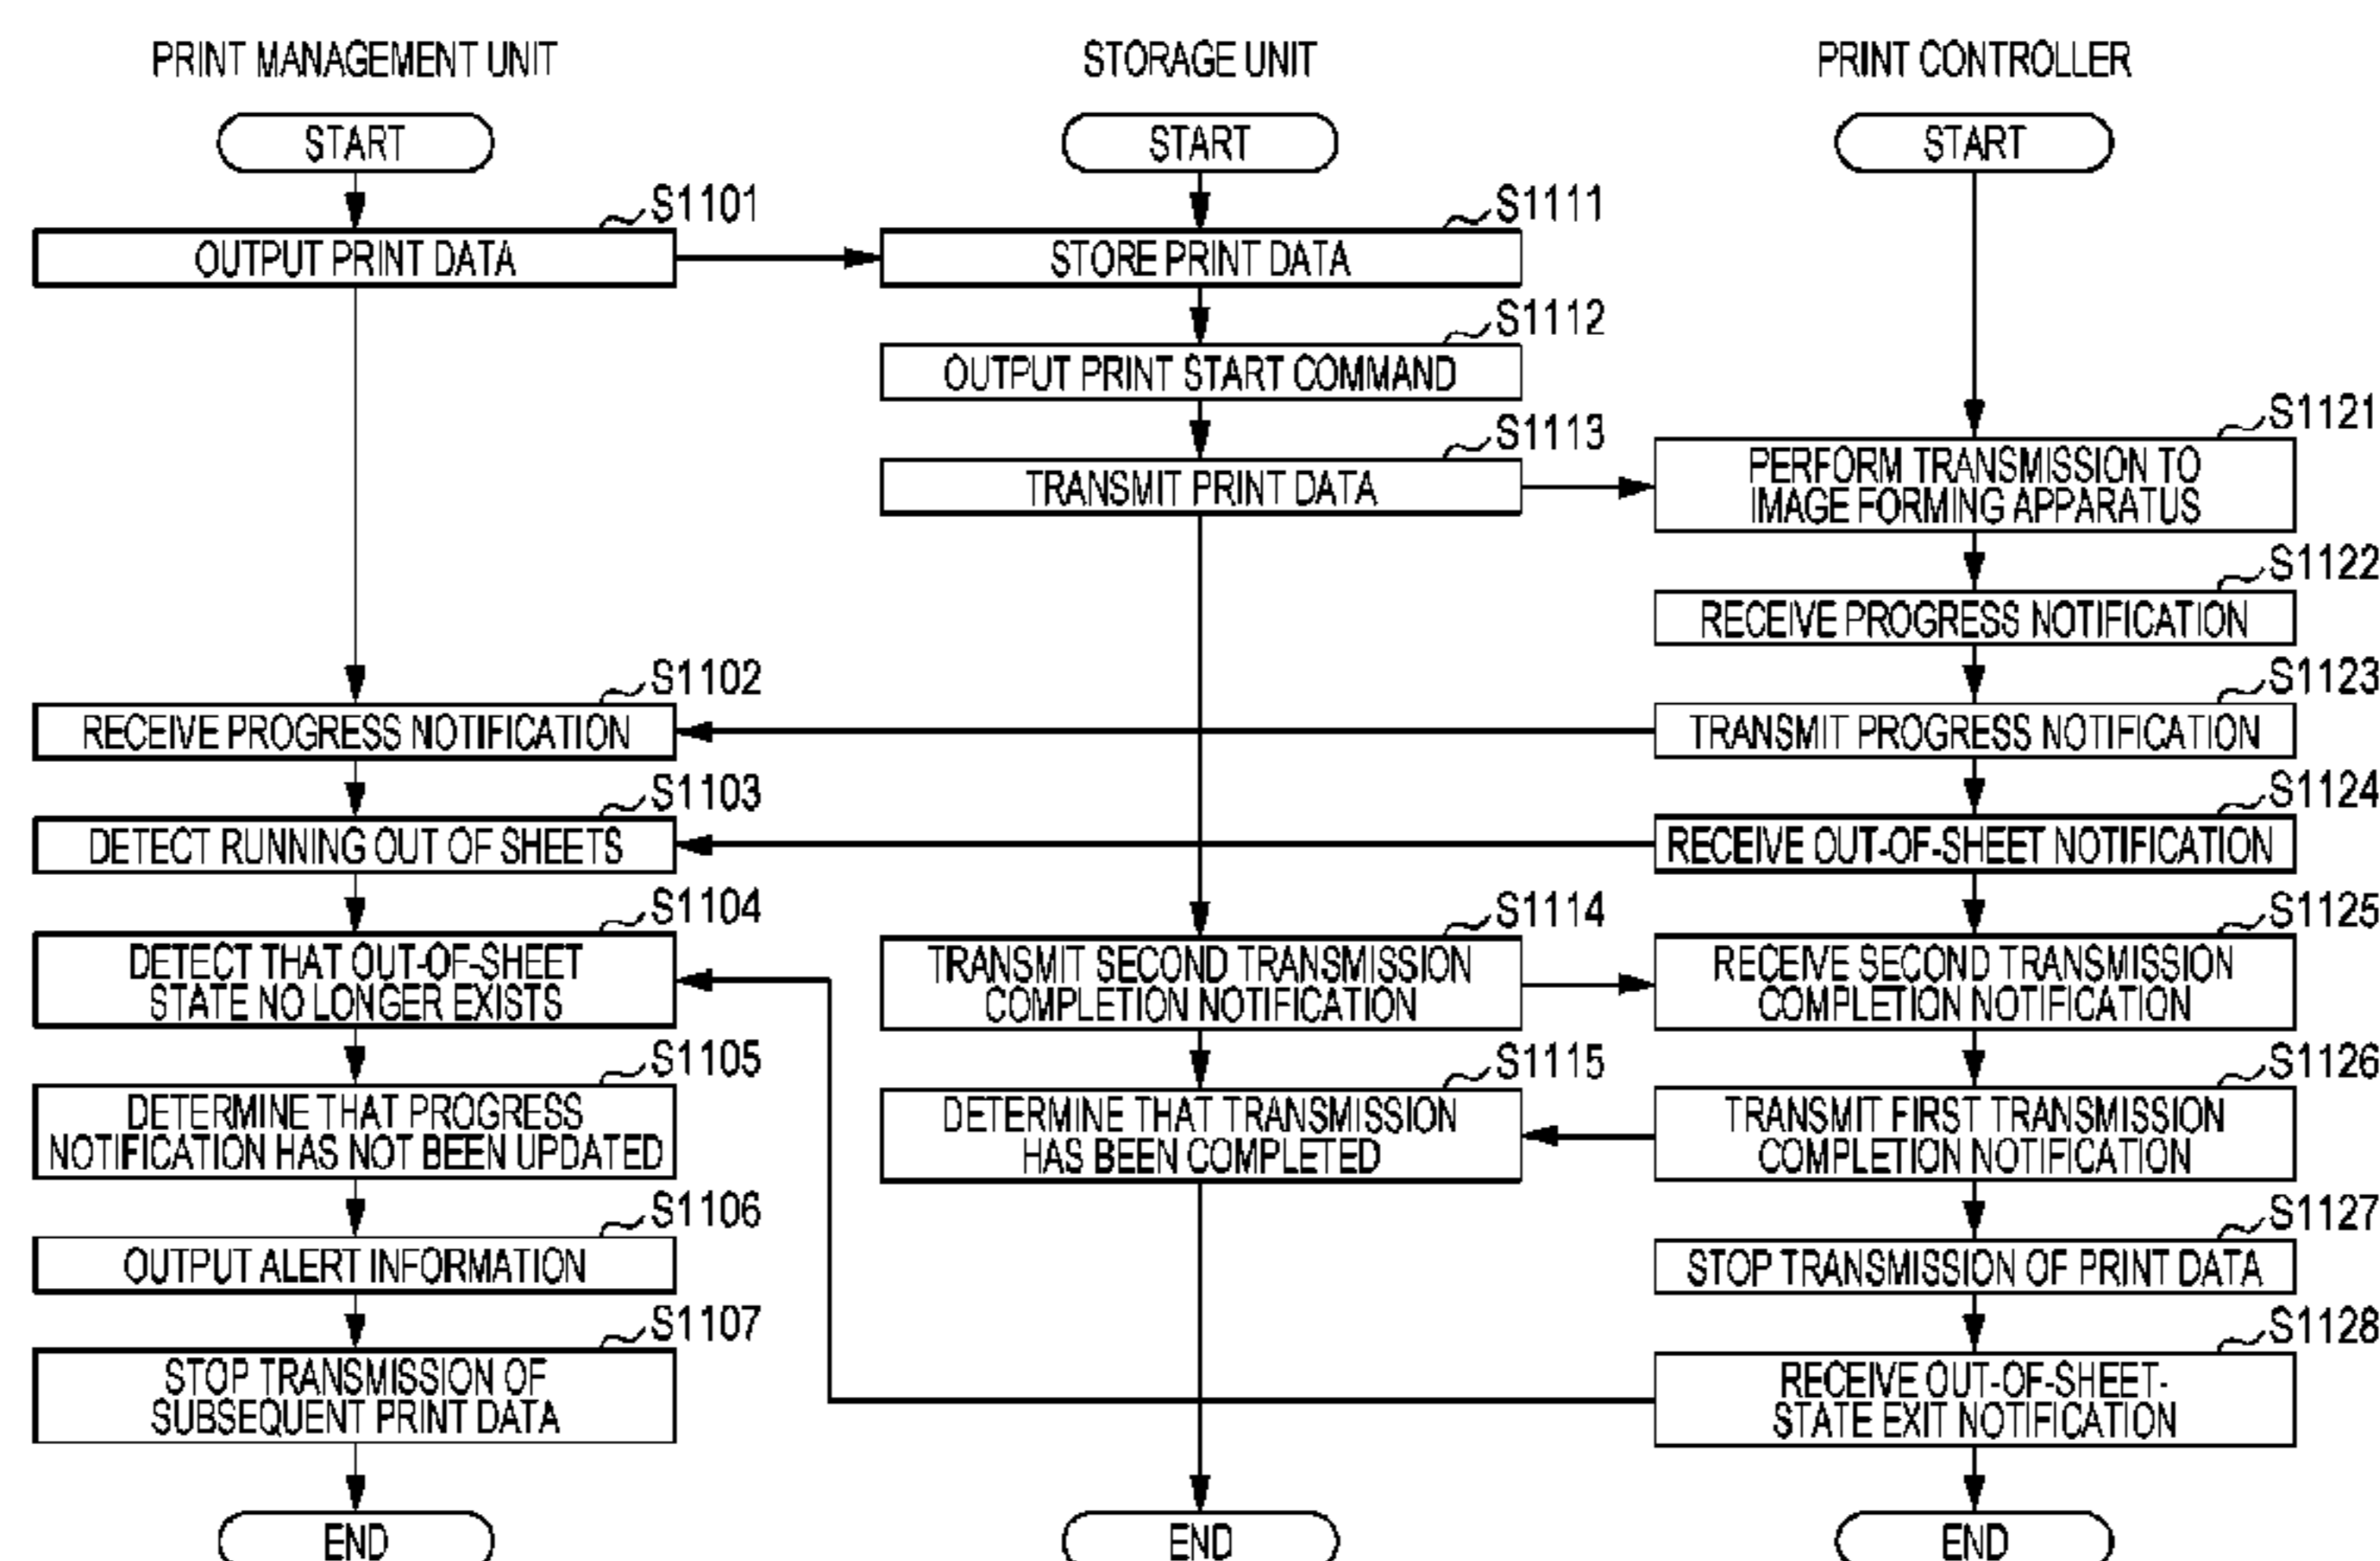 PRINT MANAGEMENT UNIT
STORAGE UNIT
PRINT CONTROLLER
START
START
START
S1101
OUTPUT PRINT DATA
S1111
STORE PRINT DATA
S1112
OUTPUT PRINT START COMMAND
S1113
TRANSMIT PRINT DATA
S1121
PERFORM TRANSMISSION TO
IMAGE FORMING APPARATUS
S1122
RECEIVE PROGRESS NOTIFICATION
S1102
RECEIVE PROGRESS NOTIFICATION
S1123
TRANSMIT PROGRESS NOTIFICATION
S1103
DETECT RUNNING OUT OF SHEETS
S1124
RECEIVE OUT-OF-SHEET NOTIFICATION
S1104
DETECT THAT OUT-OF-SHEET
STATE NO LONGER EXISTS
S1114
TRANSMIT SECOND TRANSMISSION
COMPLETION NOTIFICATION
S1125
RECEIVE SECOND TRANSMISSION
COMPLETION NOTIFICATION
S1105
DETERMINE THAT PROGRESS
NOTIFICATION HAS NOT BEEN UPDATED
S1115
DETERMINE THAT TRANSMISSION
HAS BEEN COMPLETED
S1126
TRANSMIT FIRST TRANSMISSION
COMPLETION NOTIFICATION
S1106
OUTPUT ALERT INFORMATION
S1127
STOP TRANSMISSION OF PRINT DATA
S1107
STOP TRANSMISSION OF
SUBSEQUENT PRINT DATA
S1128
RECEIVE OUT-OF-SHEET-
STATE EXIT NOTIFICATION
END
END
END